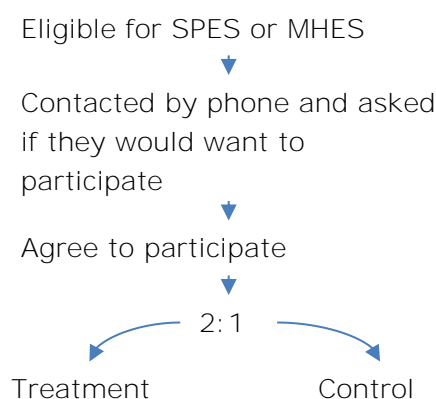 Eligible for SPES or MHES
Contacted by phone and asked
if they would want to
participate
Agree to participate
2:1
Treatment Control